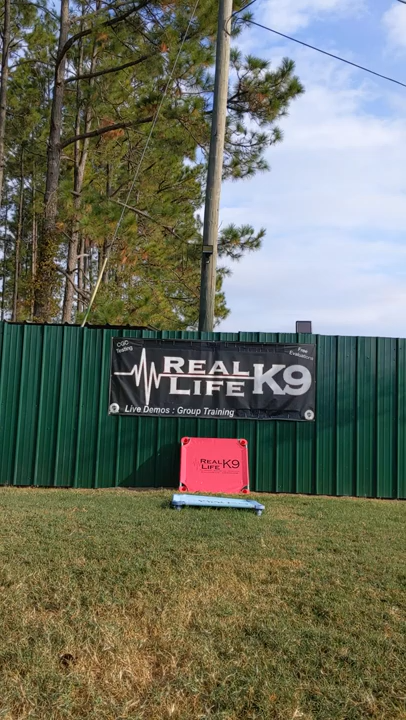 CGC
Testing
Free
Evaluations
REAL
LIFE K9
Live Demos : Group Training
REAL
LIFE K9